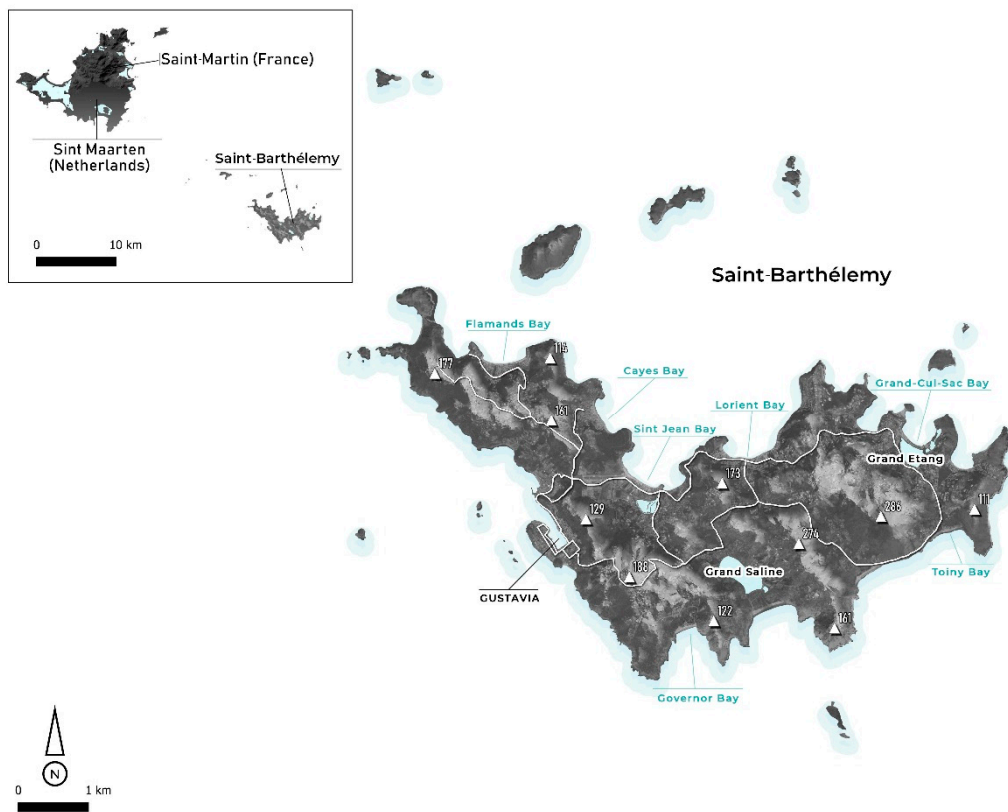 Saint-Martin (France)
Sint Maarten
(Netherlands)
Saint-Barthélemy
0 10 km
Saint-Barthélemy
Flamands Bay
114
177
Cayes Bay
Grand-Cul-Sac Bay
161
Lorient Bay
Sint Jean Bay
Grand Etang
173
129
286
111
274
188
Grand Saline
Toiny Bay
GUSTAVIA
122
161
Governor Bay
N
0 1 km